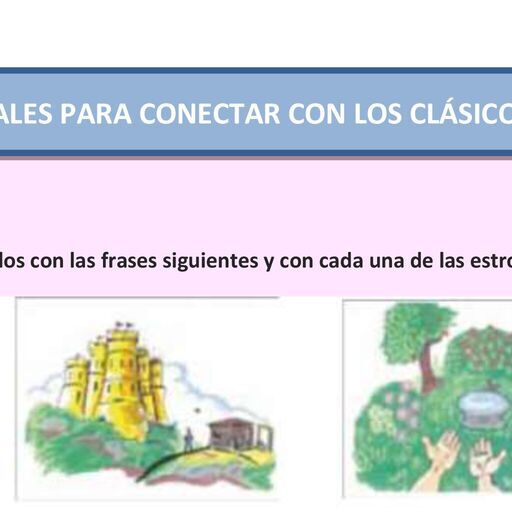 ALES PARA CONECTAR CON LOS CLÁSICO
los con las frases siguientes y con cada una de las estro